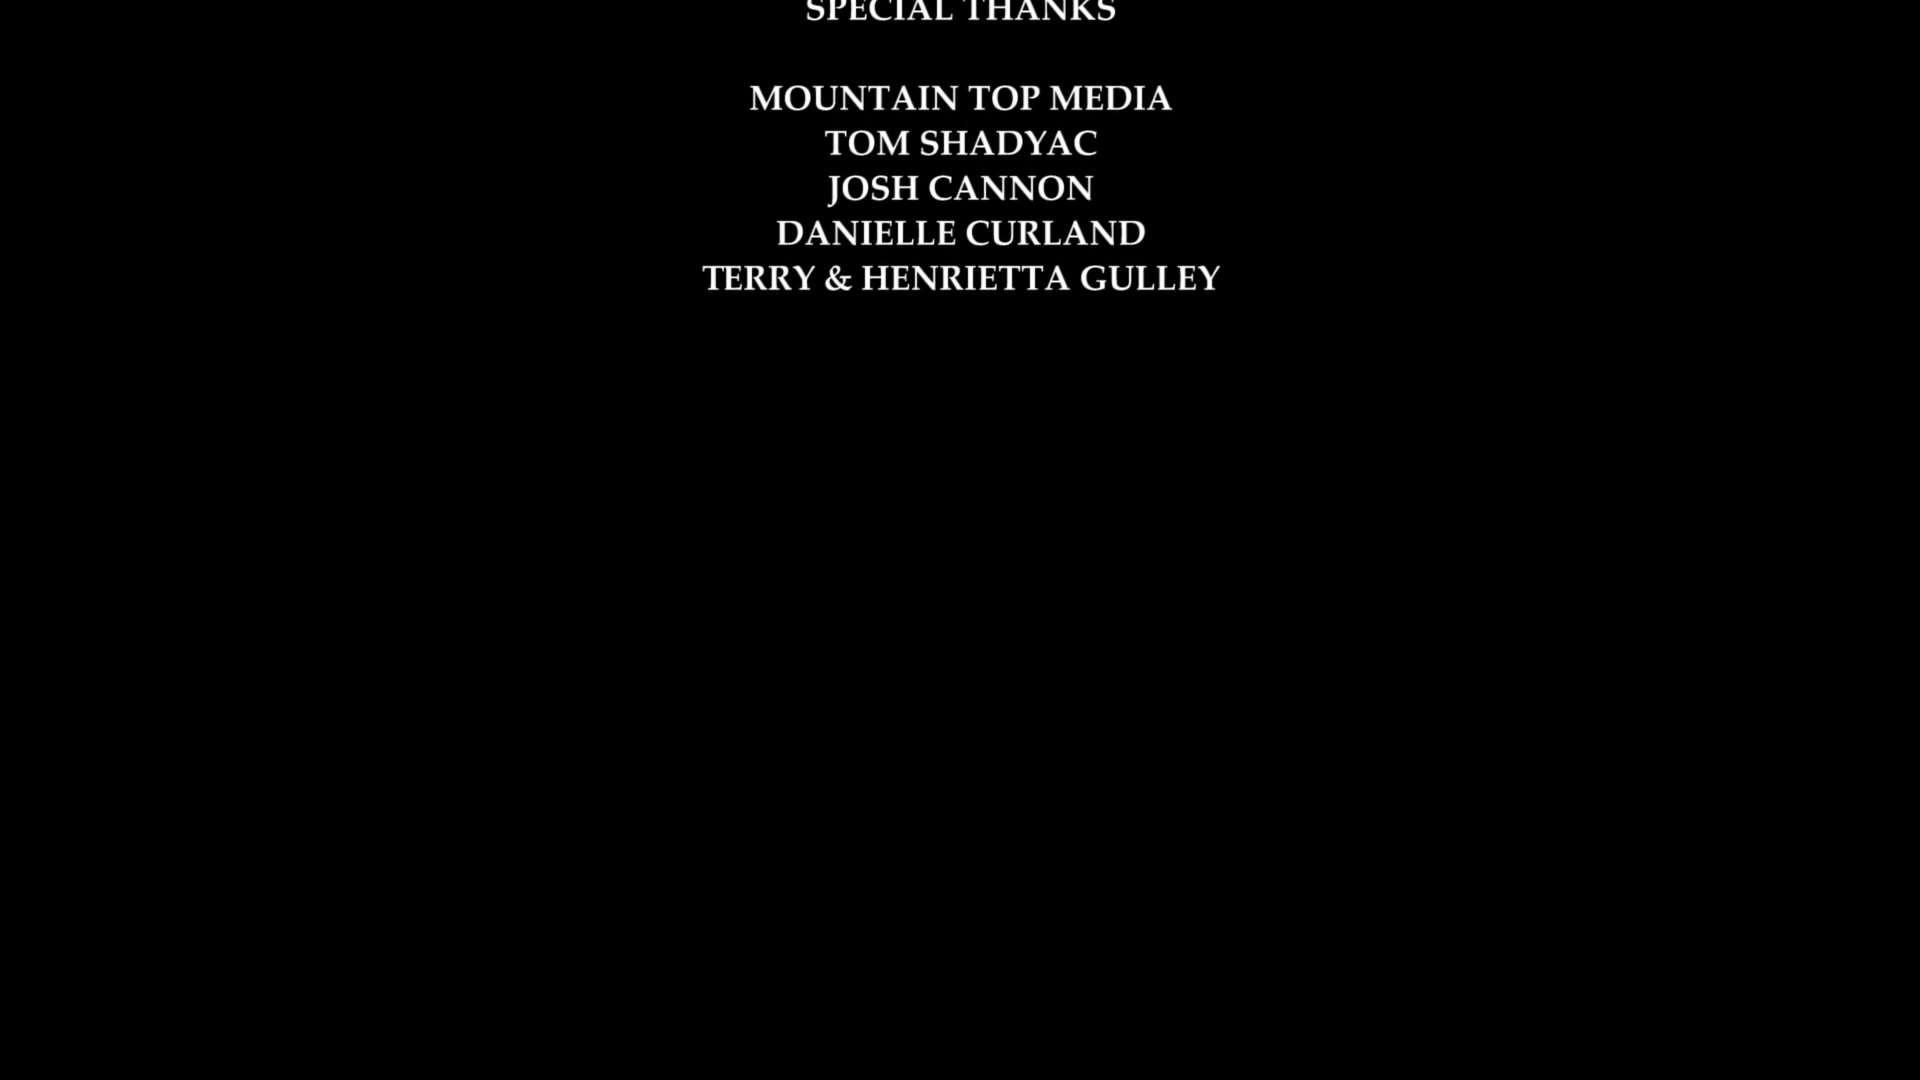 SPECIAL THANKS
MOUNTAIN TOP MEDIA
TOM SHADYAC
JOSH CANNON
DANIELLE CURLAND
TERRY & HENRIETTA GULLEY